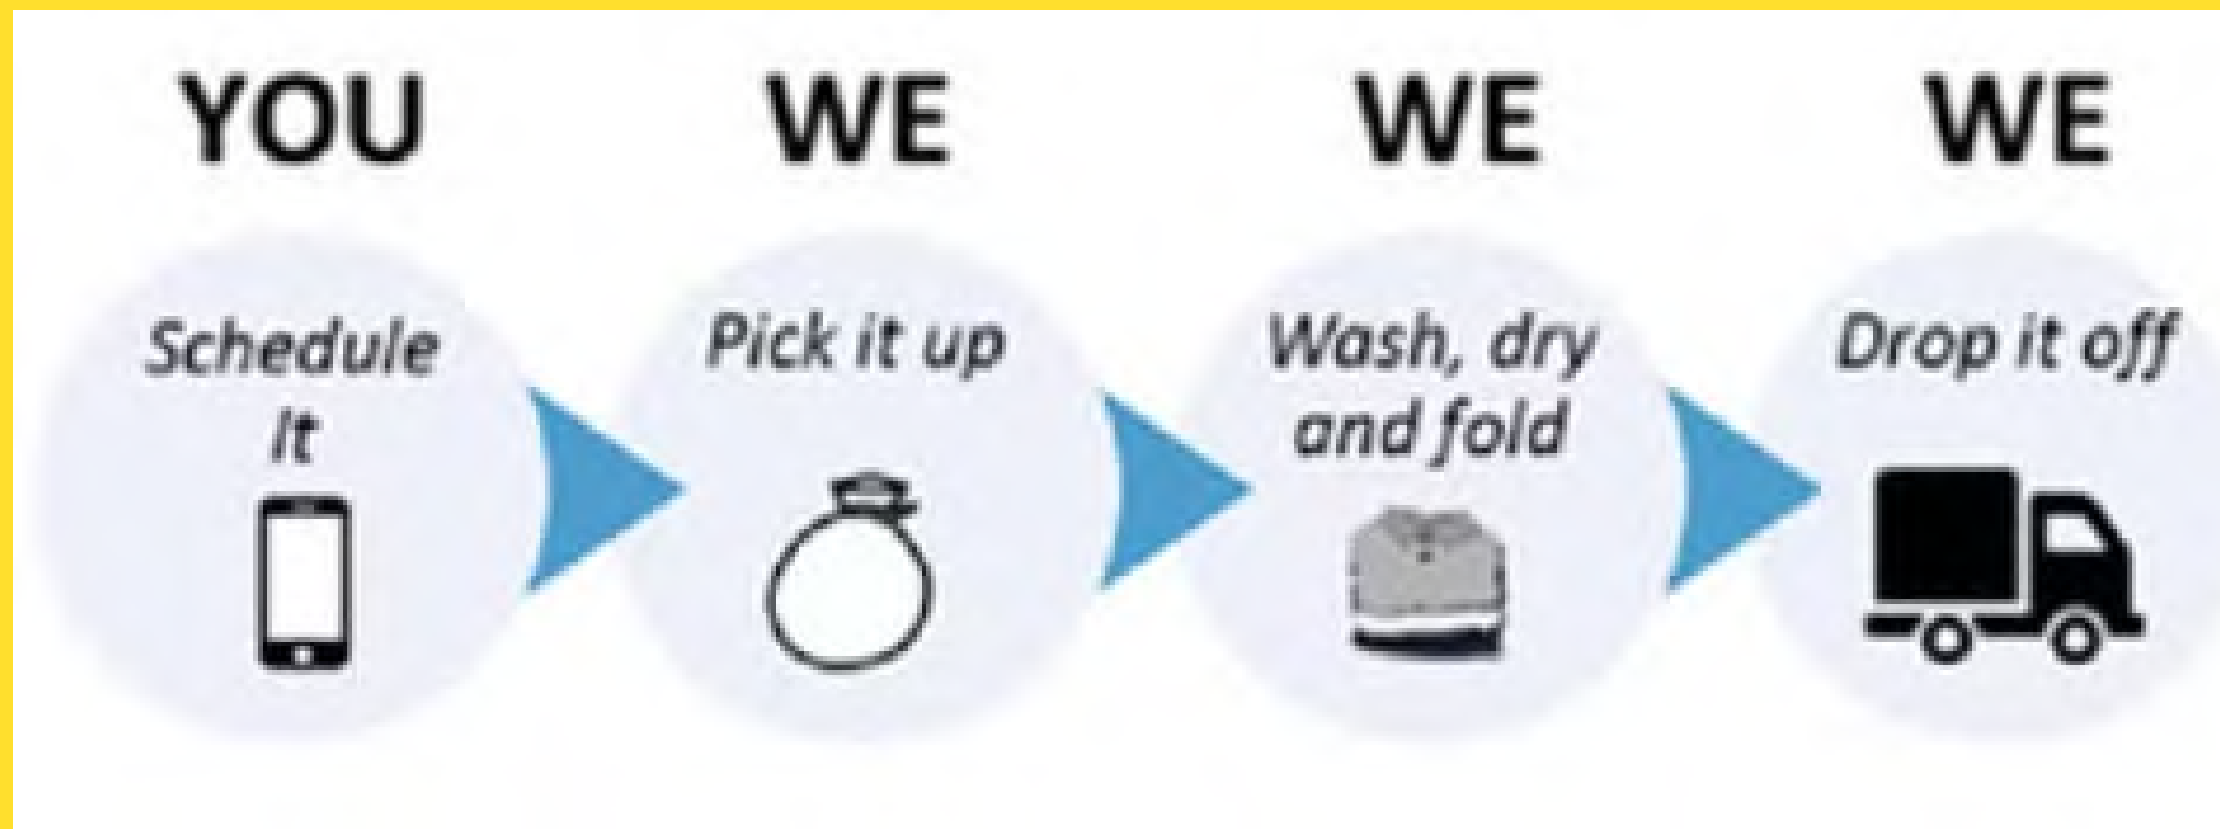 YOU
Schedule
It
WE
Pick it up
WE
Wash, dry
and fold
WE
Drop it off